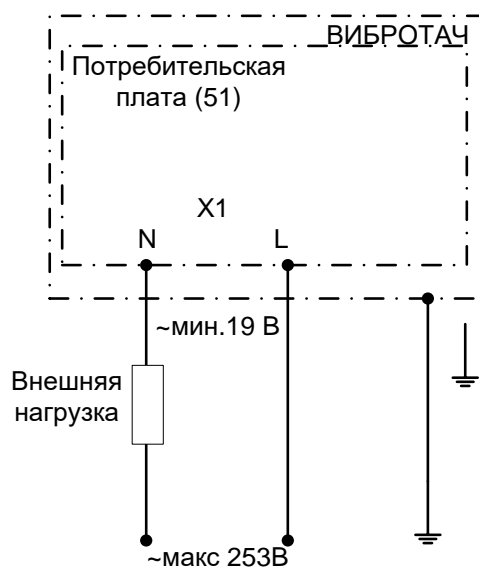 ВИБРОТАЧ
Потребительская
плата (51)
X1
N L
~мин.19 В
Внешняя
нагрузка
~макс 253В